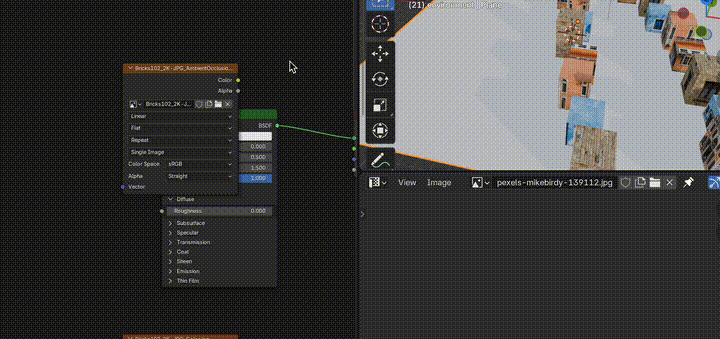 (21) environment | Plane
Bricks102_2K-JPG_AmbientOcclusio...
Color
Alpha
Bricks102_2K-J...
Linear
Flat
Repeat
Single Image
Color Space sRGB
Alpha Straight
Vector
BSDF
0.000
0.500
1.500
1.000
Diffuse
Roughness 0.000
Subsurface
Specular
Transmission
Coat
Sheen
Emission
Thin Film
View Image pexels-mikebirdy-139112.jpg